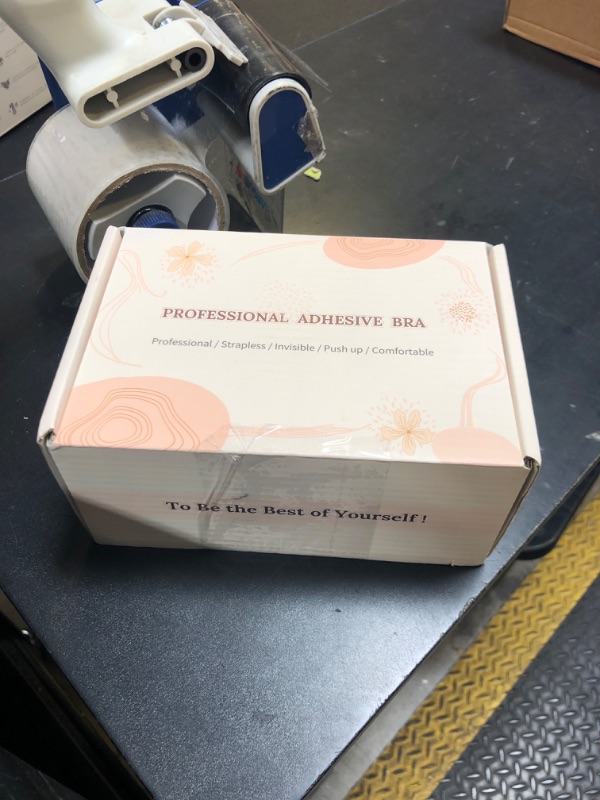 PROFESSIONAL ADHESIVE BRA
Professional / Strapless / Invisible / Push up / Comfortable
To Be the Best of Yourself !